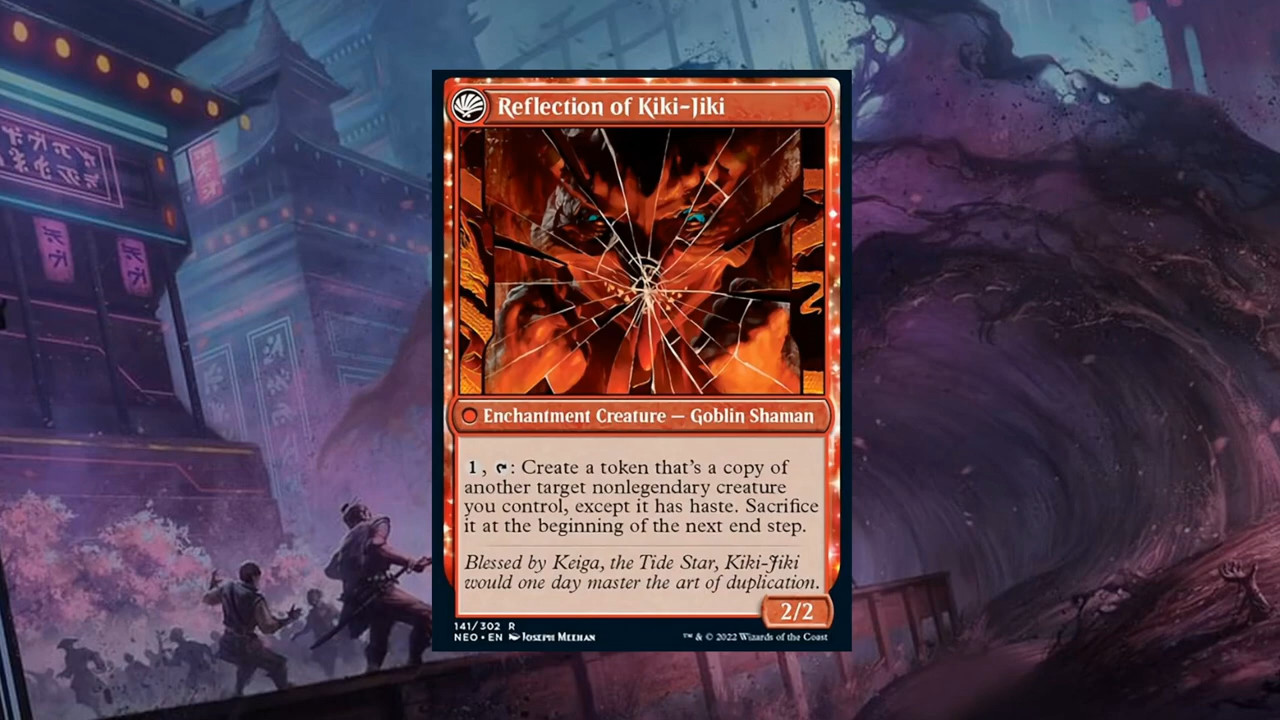 Reflection of Kiki-Jiki
Enchantment Creature — Goblin Shaman
1, : Create a token that's a copy of
another target nonlegendary creature
you control, except it has haste. Sacrifice
it at the beginning of the next end step.
Blessed by Keiga, the Tide Star, Kiki-Jiki
would one day master the art of duplication.
2/2
141/302 R
NEO • EN Joseph Meehan
™ & © 2022 Wizards of the Coast